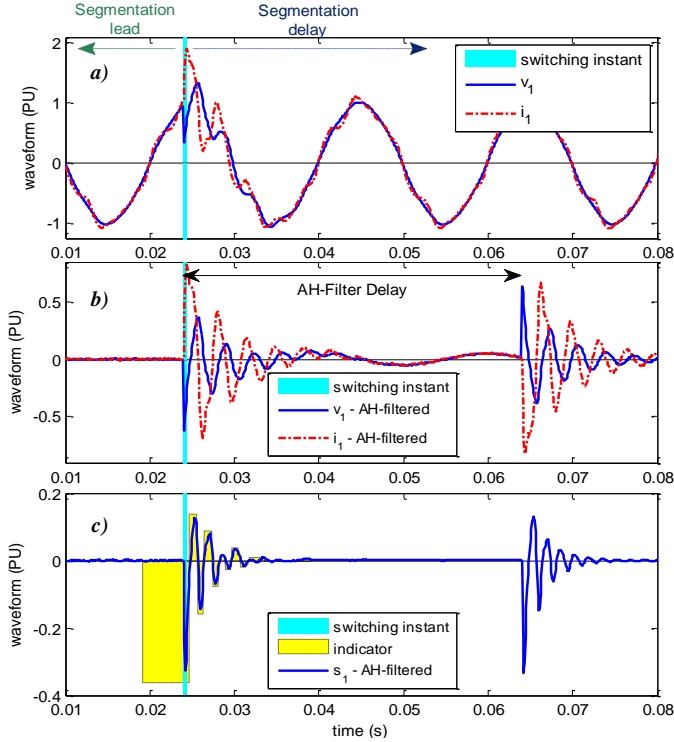 Segmentation lead
Segmentation delay
a)
waveform (PU)
2
1
0
-1
switching instant
v1
i1
0.01 0.02 0.03 0.04 0.05 0.06 0.07 0.08
b)
AH-Filter Delay
waveform (PU)
0.5
0
-0.5
switching instant
v1 - AH-filtered
i1 - AH-filtered
0.01 0.02 0.03 0.04 0.05 0.06 0.07 0.08
c)
waveform (PU)
0.2
0
-0.2
-0.4
switching instant
indicator
s1 - AH-filtered
0.01 0.02 0.03 0.04 0.05 0.06 0.07 0.08
time (s)